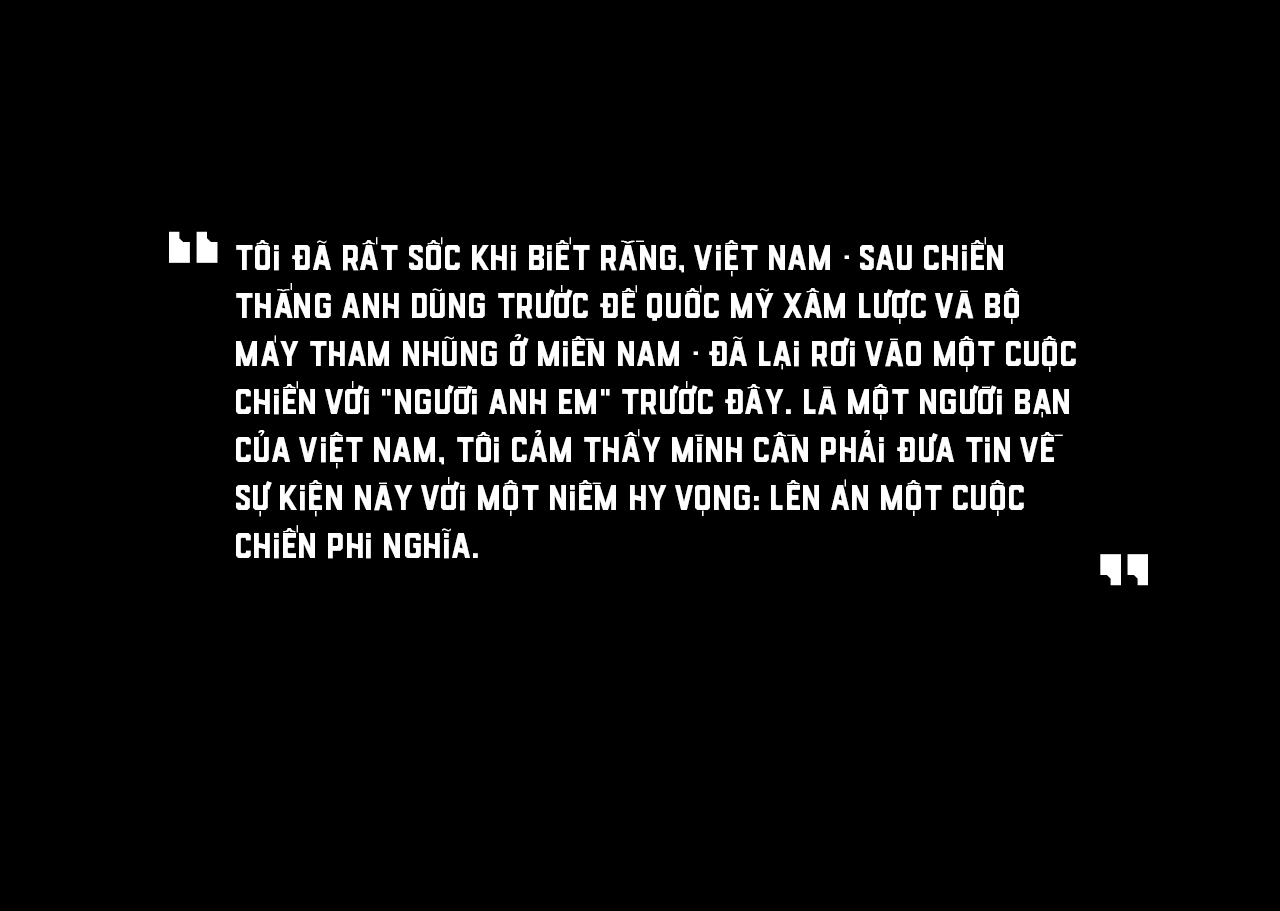 “TÔI ĐÃ RẤT SỐC KHI BIẾT RẰNG, VIỆT NAM - SAU CHIẾN
THẮNG ANH DŨNG TRƯỚC ĐẾ QUỐC MỸ XÂM LƯỢC VÀ BỘ
MÁY THAM NHŨNG Ở MIỀN NAM - ĐÃ LẠI RƠI VÀO MỘT CUỘC
CHIẾN VỚI "NGƯỜI ANH EM" TRƯỚC ĐÂY. LÀ MỘT NGƯỜI BẠN
CỦA VIỆT NAM, TÔI CẢM THẤY MÌNH CẦN PHẢI ĐƯA TIN VỀ
SỰ KIỆN NÀY VỚI MỘT NIỀM HY VỌNG: LÊN ÁN MỘT CUỘC
CHIẾN PHI NGHĨA.”